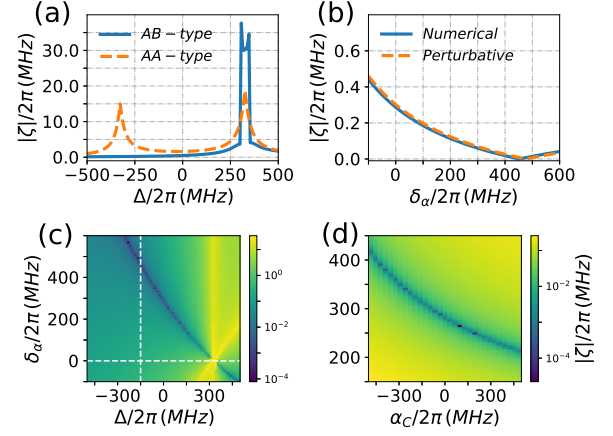 (a)
AB − type
AA − type
|ζ|/2π (MHz)
30.0
20.0
10.0
0.0
−500 −250 0 250 500
Δ/2π (MHz)
(b)
Numerical
Perturbative
|ζ|/2π (MHz)
0.8
0.6
0.4
0.2
0.0
0 200 400 600
δα/2π (MHz)
(c)
δα/2π (MHz)
400
200
0
−300 0 300
Δ/2π (MHz)
10⁰
10⁻²
10⁻⁴
(d)
400
300
200
−300 0 300
αC/2π (MHz)
10⁻²
10⁻⁴
|ζ|/2π (MHz)